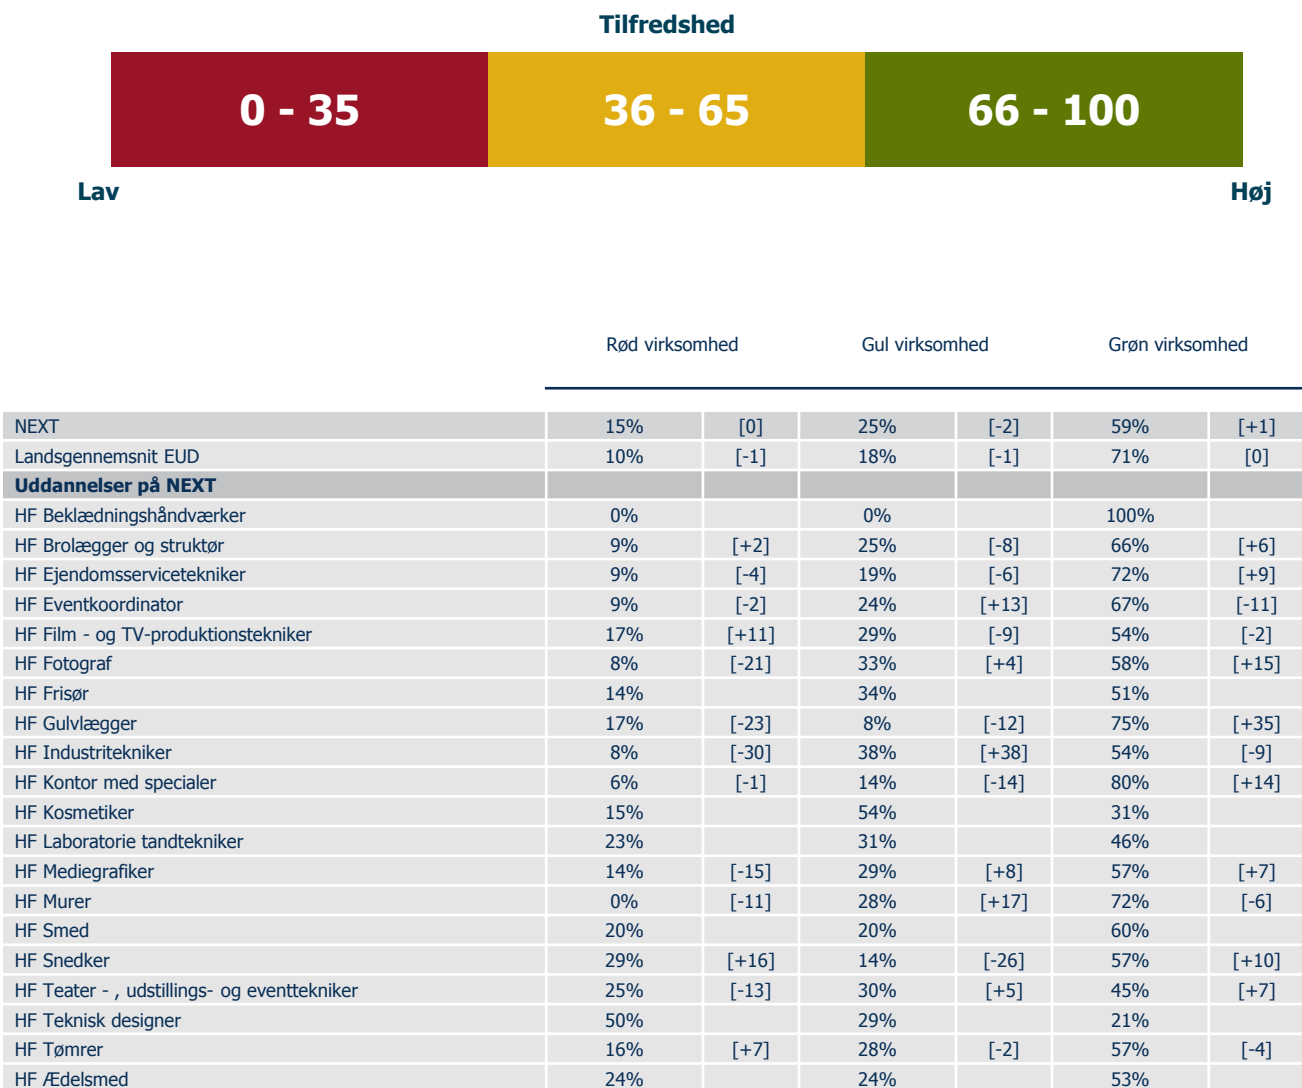 Tilfredshed
0 - 35 36 - 65 66 - 100
Lav Høj
Rød virksomhed Gul virksomhed Grøn virksomhed
NEXT 15% [0] 25% [-2] 59% [+1]
Landsgennemsnit EUD 10% [-1] 18% [-1] 71% [0]
Uddannelser på NEXT
HF Beklædningshåndværker 0% 0% 100%
HF Brolægger og struktør 9% [+2] 25% [-8] 66% [+6]
HF Ejendomsservicetekniker 9% [-4] 19% [-6] 72% [+9]
HF Eventkoordinator 9% [-2] 24% [+13] 67% [-11]
HF Film - og TV-produktionstekniker 17% [+11] 29% [-9] 54% [-2]
HF Fotograf 8% [-21] 33% [+4] 58% [+15]
HF Frisør 14% 34% 51%
HF Gulvlægger 17% [-23] 8% [-12] 75% [+35]
HF Industritekniker 8% [-30] 38% [+38] 54% [-9]
HF Kontor med specialer 6% [-1] 14% [-14] 80% [+14]
HF Kosmetiker 15% 54% 31%
HF Laboratorie tandtekniker 23% 31% 46%
HF Mediegrafiker 14% [-15] 29% [+8] 57% [+7]
HF Murer 0% [-11] 28% [+17] 72% [-6]
HF Smed 20% 20% 60%
HF Snedker 29% [+16] 14% [-26] 57% [+10]
HF Teater - , udstillings- og eventtekniker 25% [-13] 30% [+5] 45% [+7]
HF Teknisk designer 50% 29% 21%
HF Tømrer 16% [+7] 28% [-2] 57% [-4]
HF Ædelsmed 24% 24% 53%